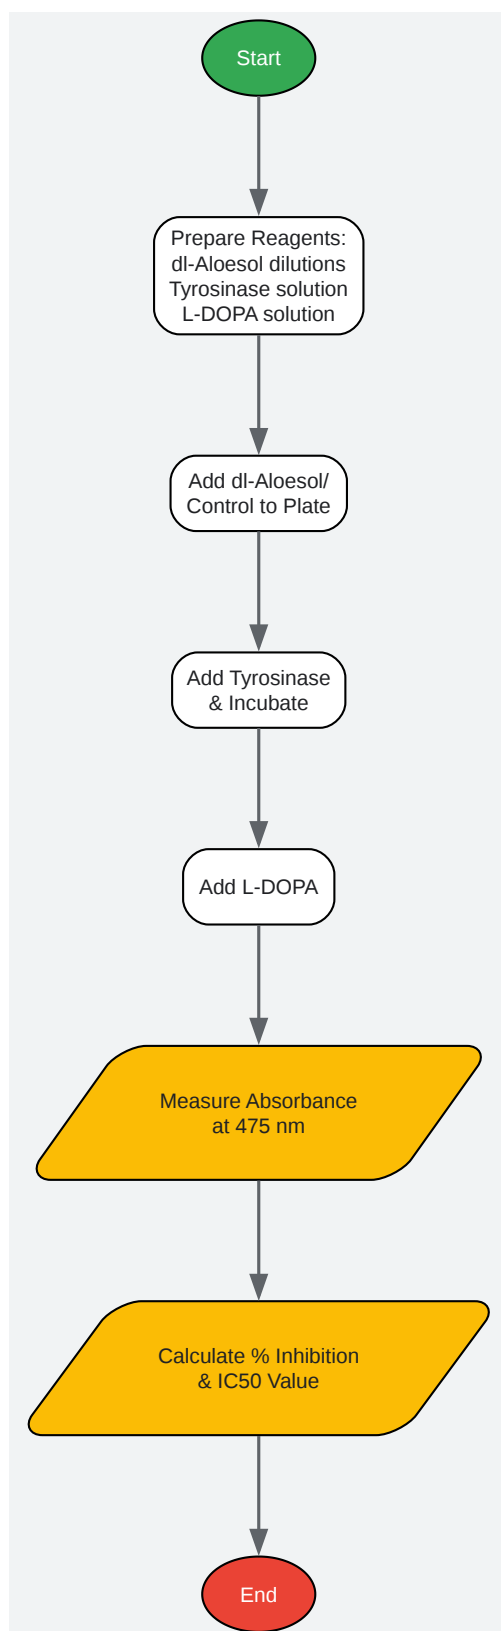 Start
Prepare Reagents:
dl-Aloesol dilutions
Tyrosinase solution
L-DOPA solution
Add dl-Aloesol/
Control to Plate
Add Tyrosinase
& Incubate
Add L-DOPA
Measure Absorbance
at 475 nm
Calculate % Inhibition
& IC50 Value
End